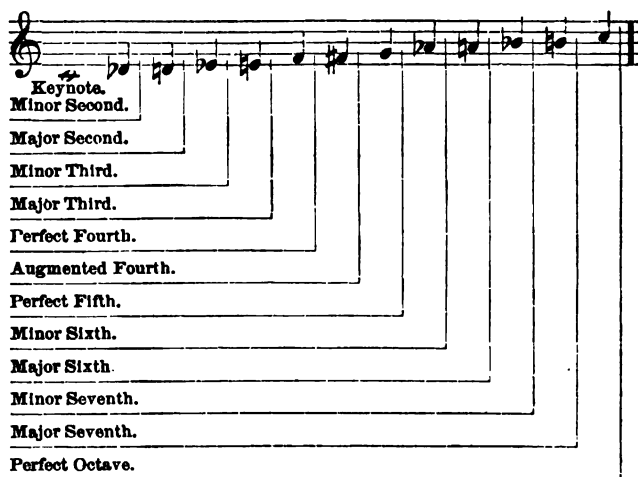 Keynote.
Minor Second.
Major Second.
Minor Third.
Major Third.
Perfect Fourth.
Augmented Fourth.
Perfect Fifth.
Minor Sixth.
Major Sixth.
Minor Seventh.
Major Seventh.
Perfect Octave.